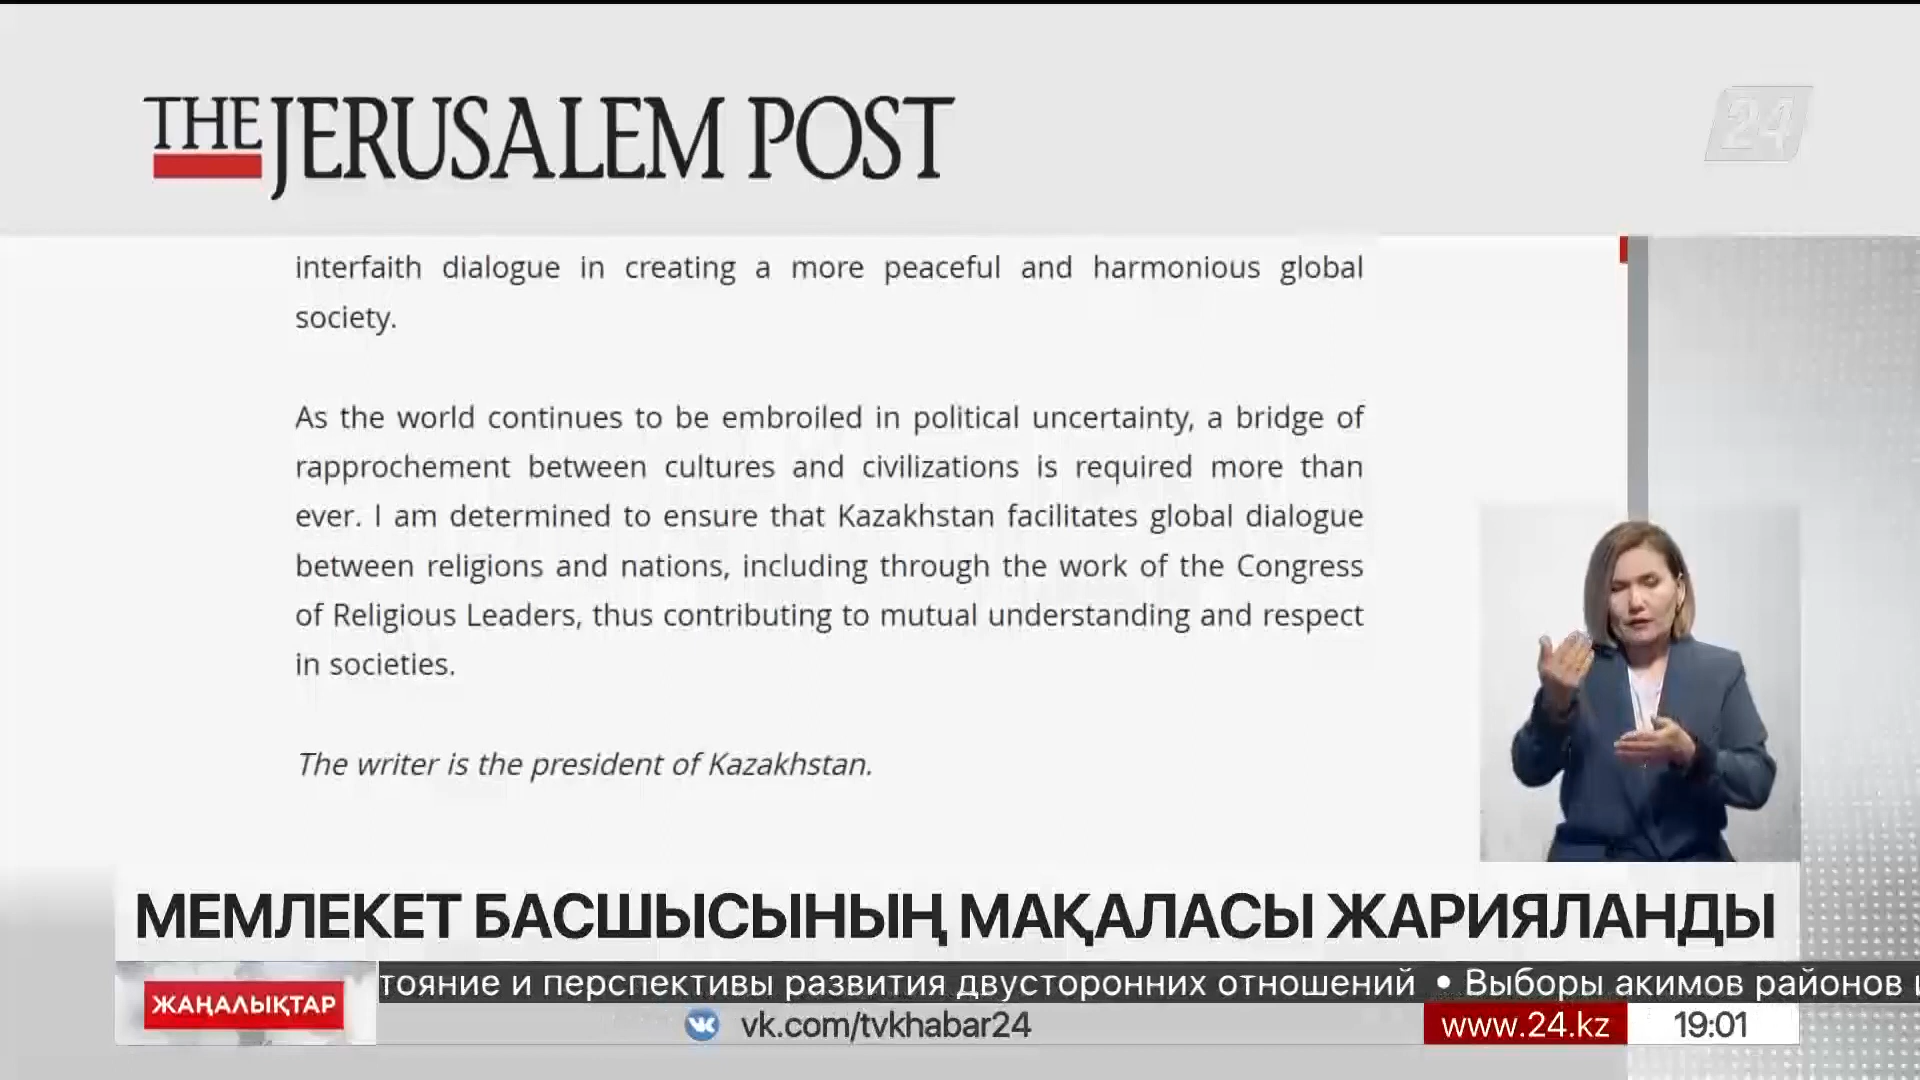 THE JERUSALEM POST
24
interfaith dialogue in creating a more peaceful and harmonious global
society.
As the world continues to be embroiled in political uncertainty, a bridge of
rapprochement between cultures and civilizations is required more than
ever. I am determined to ensure that Kazakhstan facilitates global dialogue
between religions and nations, including through the work of the Congress
of Religious Leaders, thus contributing to mutual understanding and respect
in societies.
The writer is the president of Kazakhstan.
МЕМЛЕКЕТ БАСШЫСЫНЫҢ МАҚАЛАСЫ ЖАРИЯЛАНДЫ
ЖАҢАЛЫҚТАР
тояние и перспективы развития двусторонних отношений • Выборы акимов районов
vk.com/tvkhabar24
www.24.kz
19:01